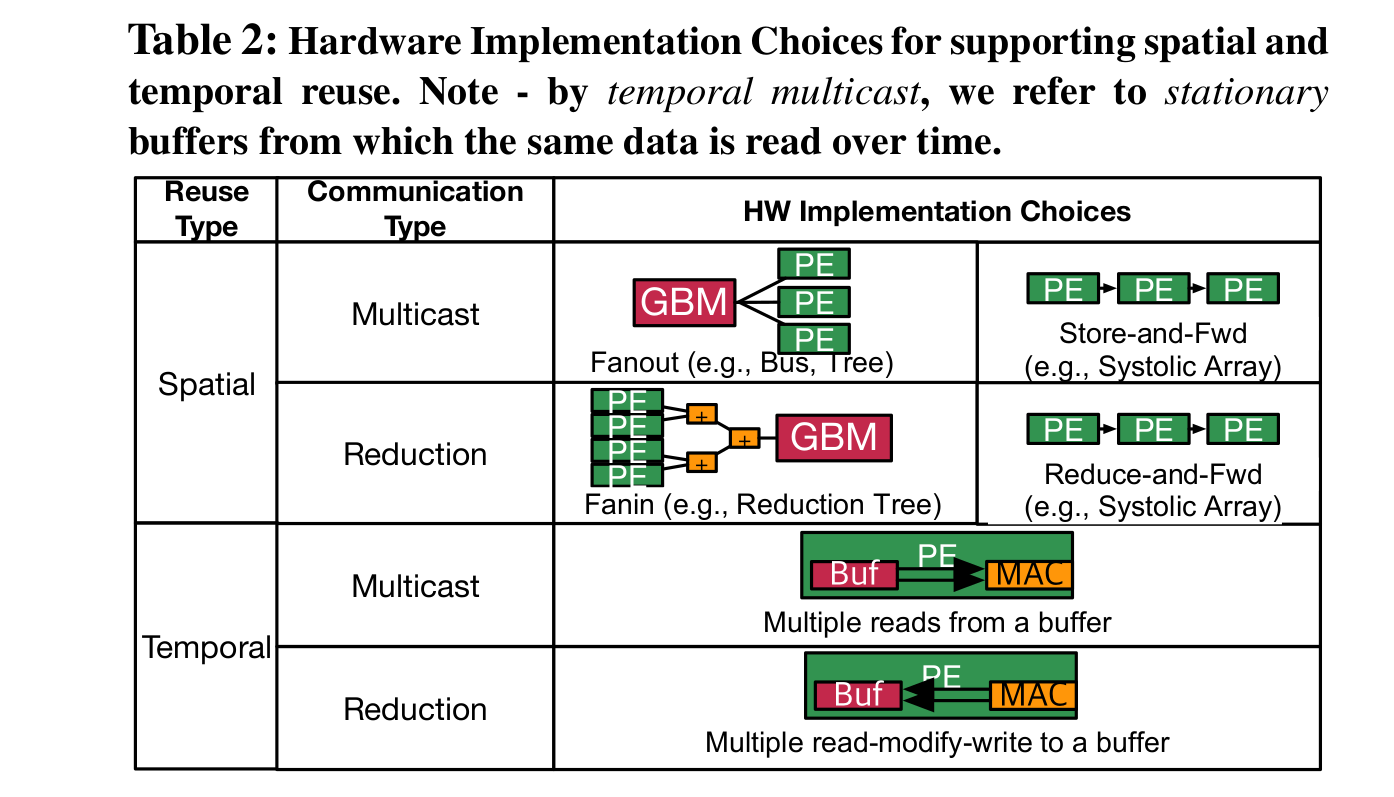 Table 2: Hardware Implementation Choices for supporting spatial and
temporal reuse. Note - by temporal multicast, we refer to stationary
buffers from which the same data is read over time.
Reuse
Type
Communication
Type
HW Implementation Choices
Spatial
Multicast
GBM
PE
PE
PE
Fanout (e.g., Bus, Tree)
PE
PE
PE
Store-and-Fwd
(e.g., Systolic Array)
Reduction
PE
PE
PE
PE
+
+
+
GBM
Fanin (e.g., Reduction Tree)
PE
PE
PE
Reduce-and-Fwd
(e.g., Systolic Array)
Temporal
Multicast
PE
Buf
MAC
Multiple reads from a buffer
Reduction
PE
Buf
MAC
Multiple read-modify-write to a buffer